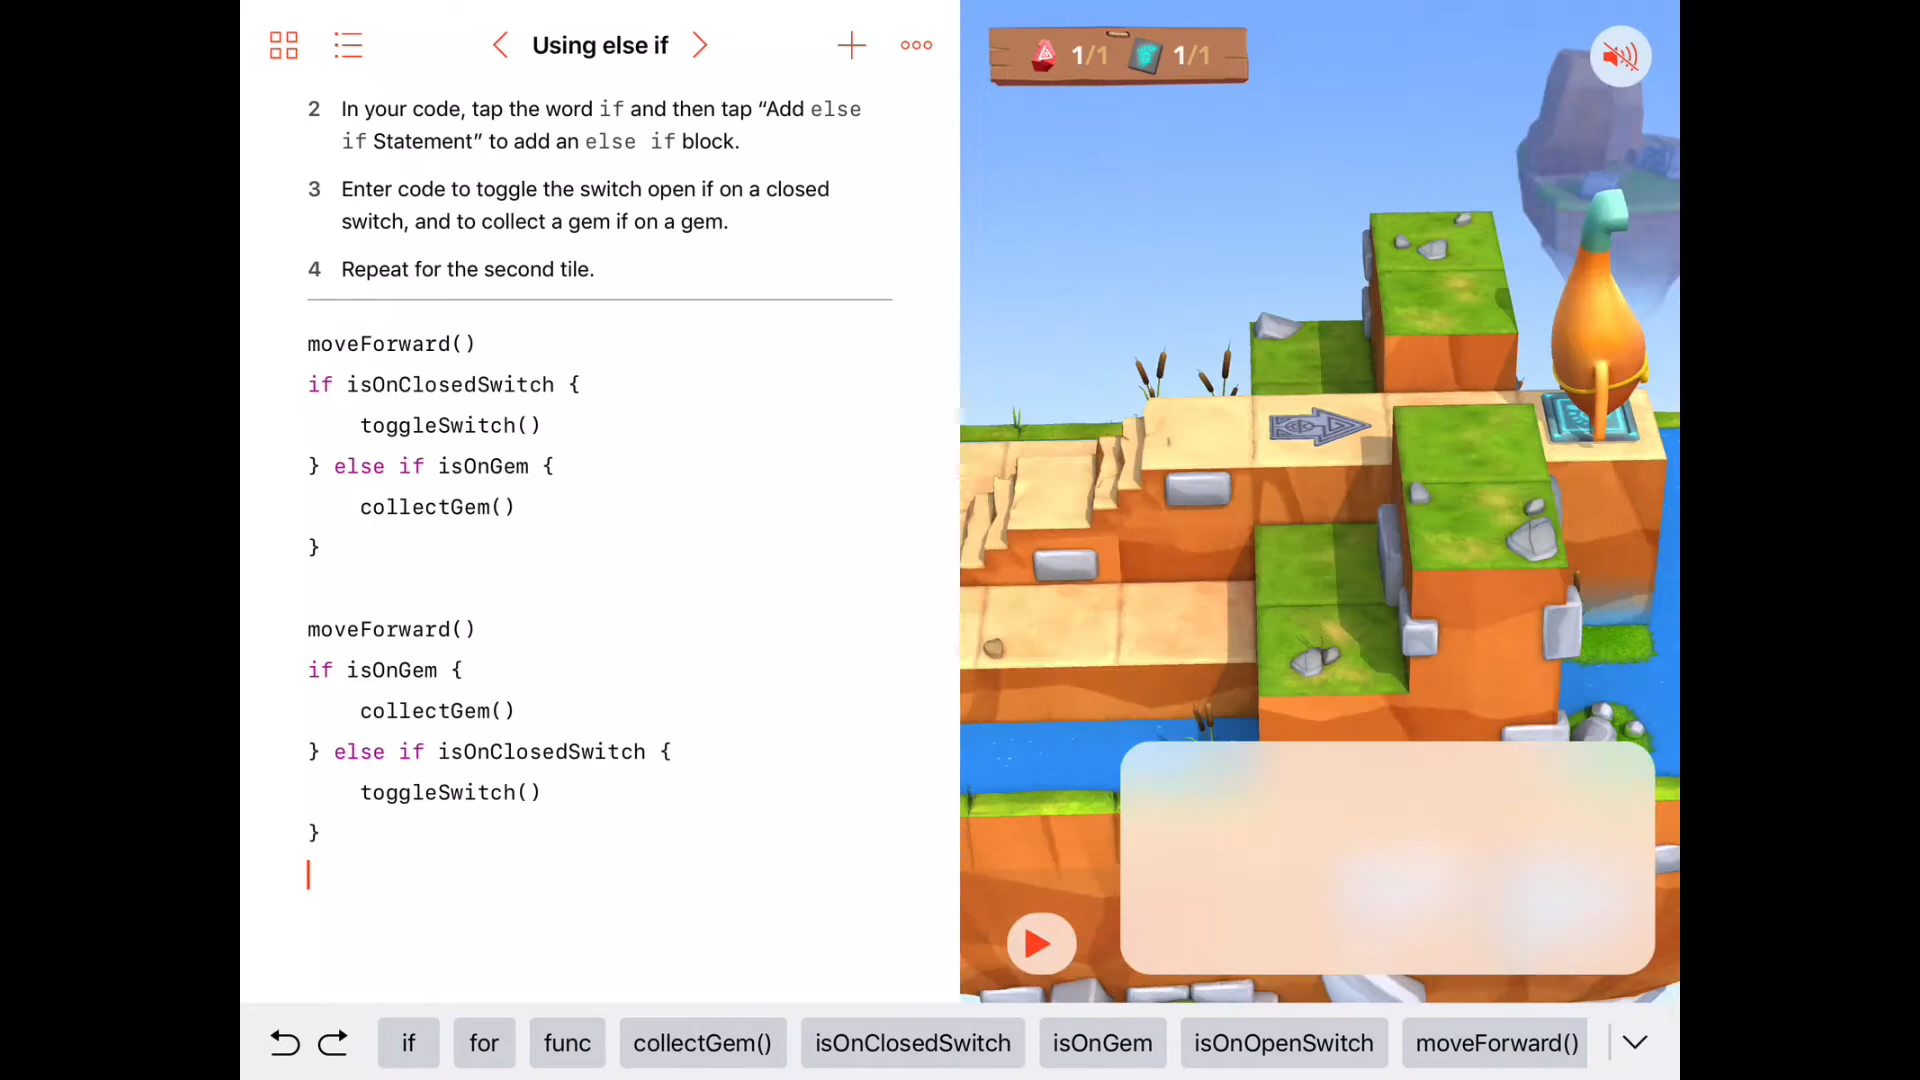 Using else if
1/1 1/1
2 In your code, tap the word if and then tap “Add else
if Statement” to add an else if block.
3 Enter code to toggle the switch open if on a closed
switch, and to collect a gem if on a gem.
4 Repeat for the second tile.
moveForward()
if isOnClosedSwitch {
toggleSwitch()
} else if isOnGem {
collectGem()
}
moveForward()
if isOnGem {
collectGem()
} else if isOnClosedSwitch {
toggleSwitch()
}
if for func collectGem() isOnClosedSwitch isOnGem isOnOpenSwitch moveForward()